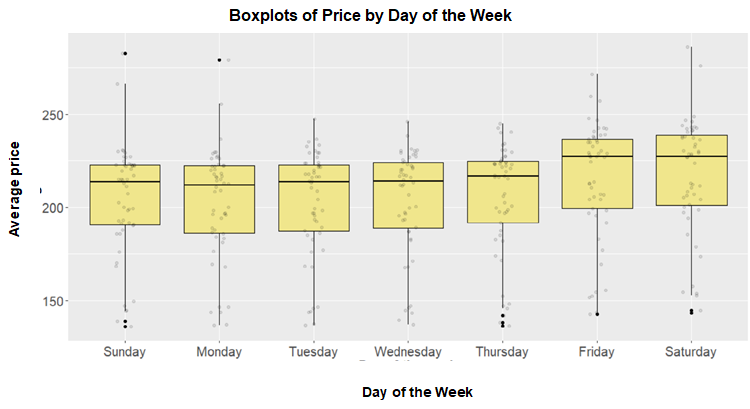 Boxplots of Price by Day of the Week
Average price
250
200
150
Sunday Monday Tuesday Wednesday Thursday Friday Saturday
Day of the Week